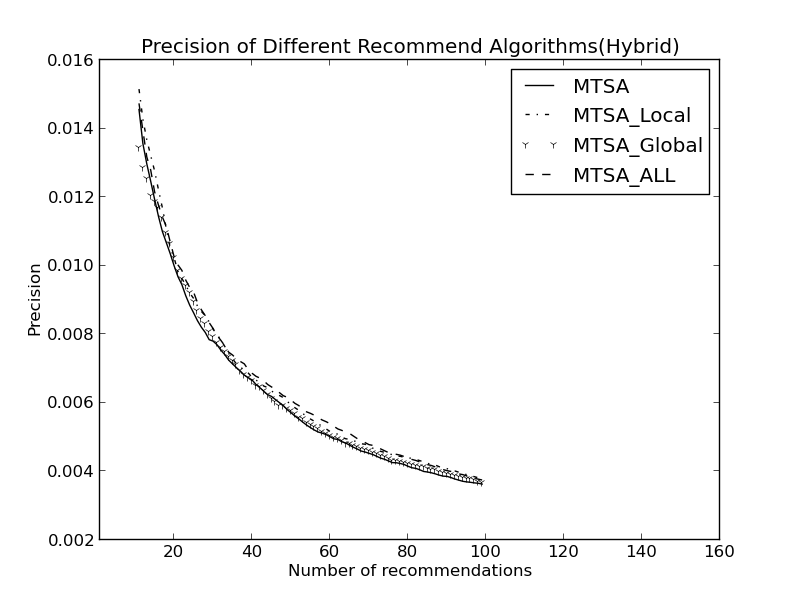 Precision of Different Recommend Algorithms(Hybrid)
0.016
0.014
0.012
0.010
0.008
0.006
0.004
0.002
Precision
MTSA
MTSA_Local
MTSA_Global
MTSA_ALL
20 40 60 80 100 120 140 160
Number of recommendations